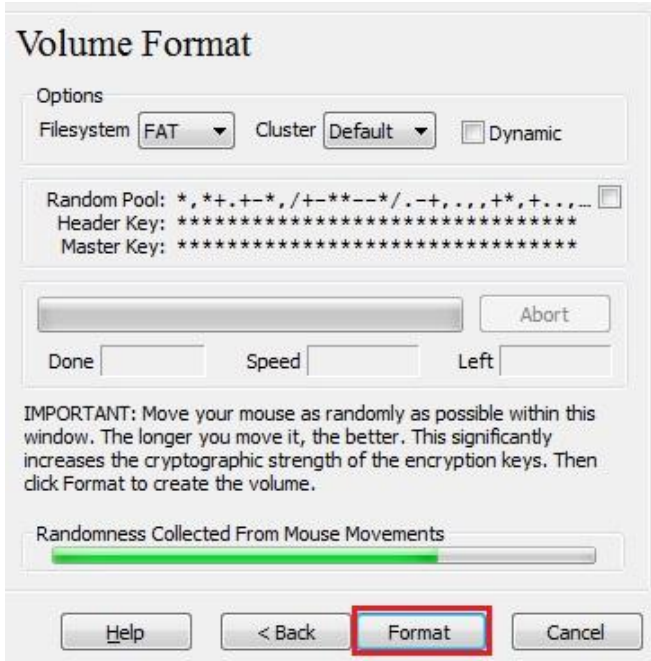 Volume Format
Options
Filesystem FAT Cluster Default Dynamic
Random Pool: *,*+.+-*,/+-**--*/.-+,.,,+*,+..,…
Header Key: ********************************
Master Key: ********************************
Abort
Done Speed Left
IMPORTANT: Move your mouse as randomly as possible within this
window. The longer you move it, the better. This significantly
increases the cryptographic strength of the encryption keys. Then
click Format to create the volume.
Randomness Collected From Mouse Movements
Help < Back Format Cancel